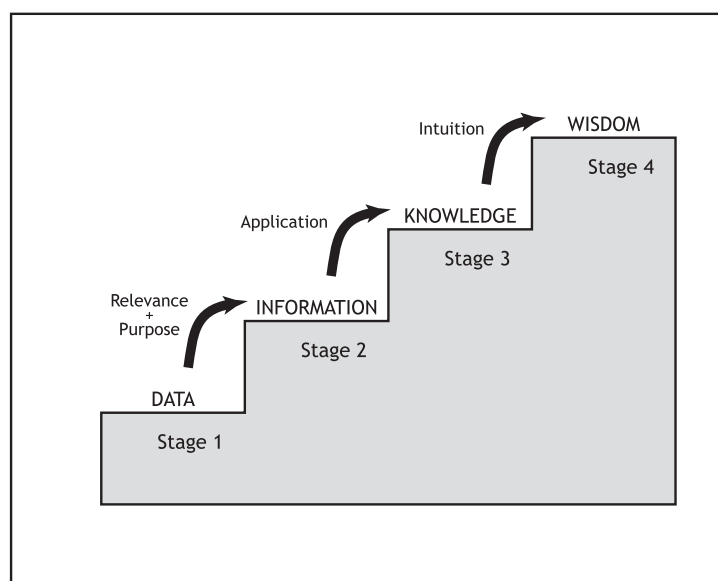 Intuition
WISDOM
Stage 4
Application
KNOWLEDGE
Stage 3
Relevance
+
Purpose
INFORMATION
Stage 2
DATA
Stage 1